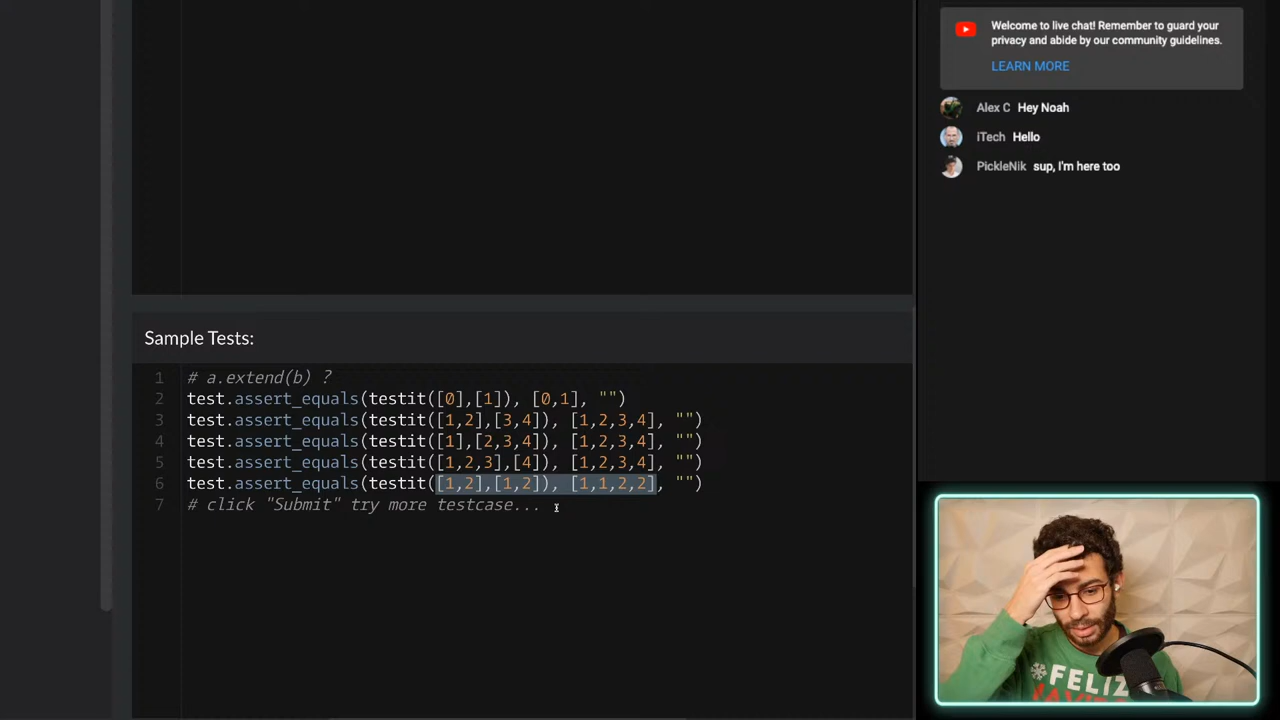 Welcome to live chat! Remember to guard your
privacy and abide by our community guidelines.
LEARN MORE
Alex C Hey Noah
iTech Hello
PickleNik sup, I'm here too
Sample Tests:
1 # a.extend(b) ?
2 test.assert_equals(testit([0],[1]), [0,1], "")
3 test.assert_equals(testit([1,2],[3,4]), [1,2,3,4], "")
4 test.assert_equals(testit([1],[2,3,4]), [1,2,3,4], "")
5 test.assert_equals(testit([1,2,3],[4]), [1,2,3,4], "")
6 test.assert_equals(testit([1,2],[1,2]), [1,1,2,2], "")
7 # click "Submit" try more testcase...
FELIZ